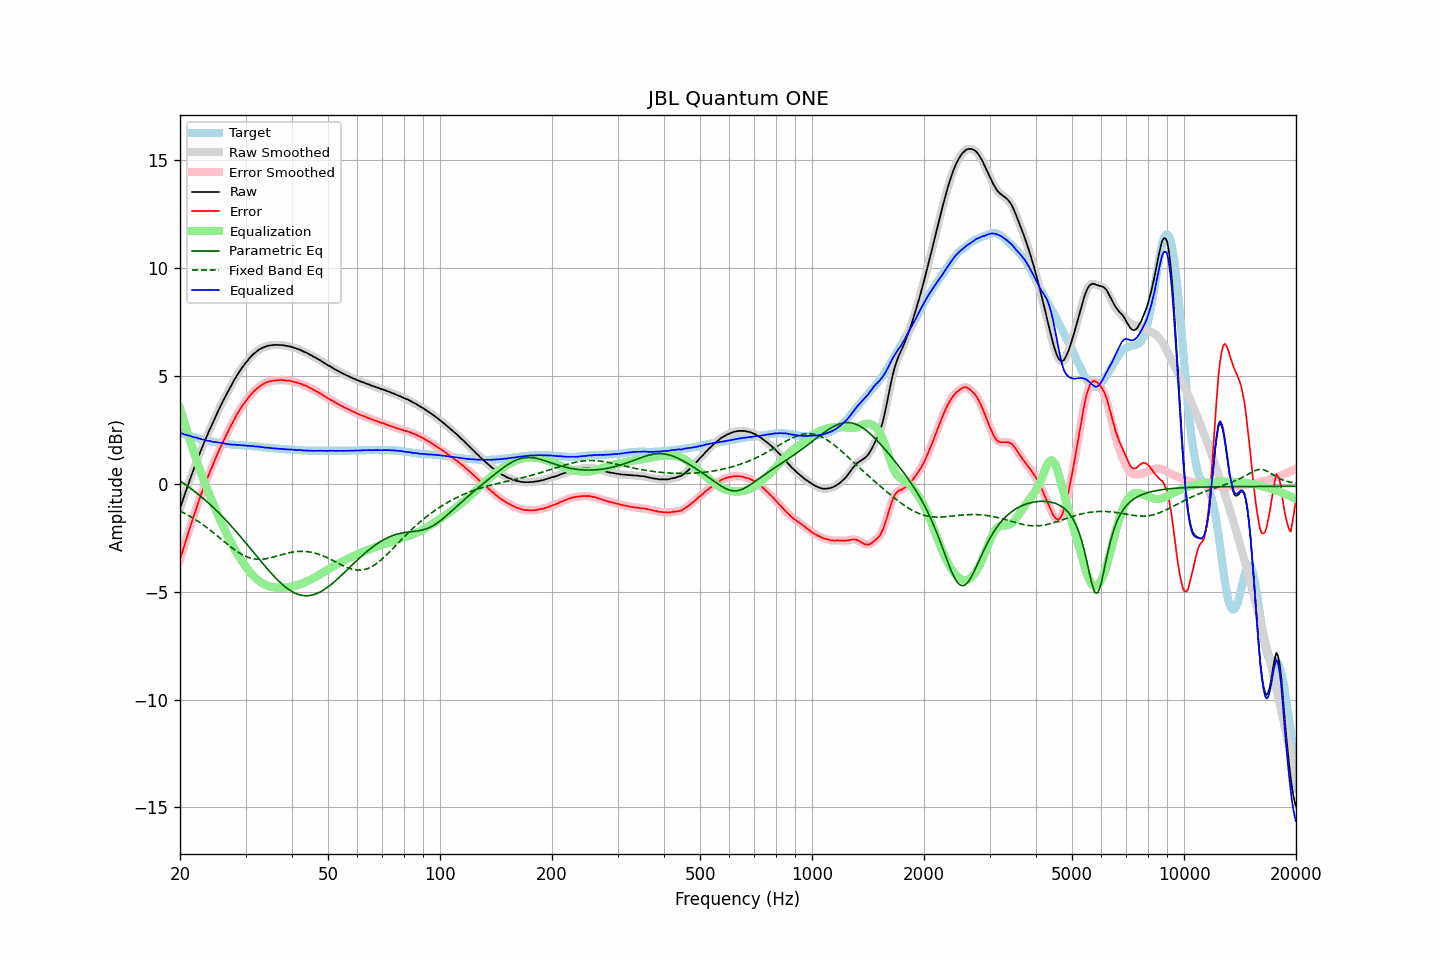 JBL Quantum ONE
Target
Raw Smoothed
Error Smoothed
Raw
Error
Equalization
Parametric Eq
Fixed Band Eq
Equalized
Amplitude (dBr)
15
10
5
0
−5
−10
−15
20 50 100 200 500 1000 2000 5000 10000 20000
Frequency (Hz)